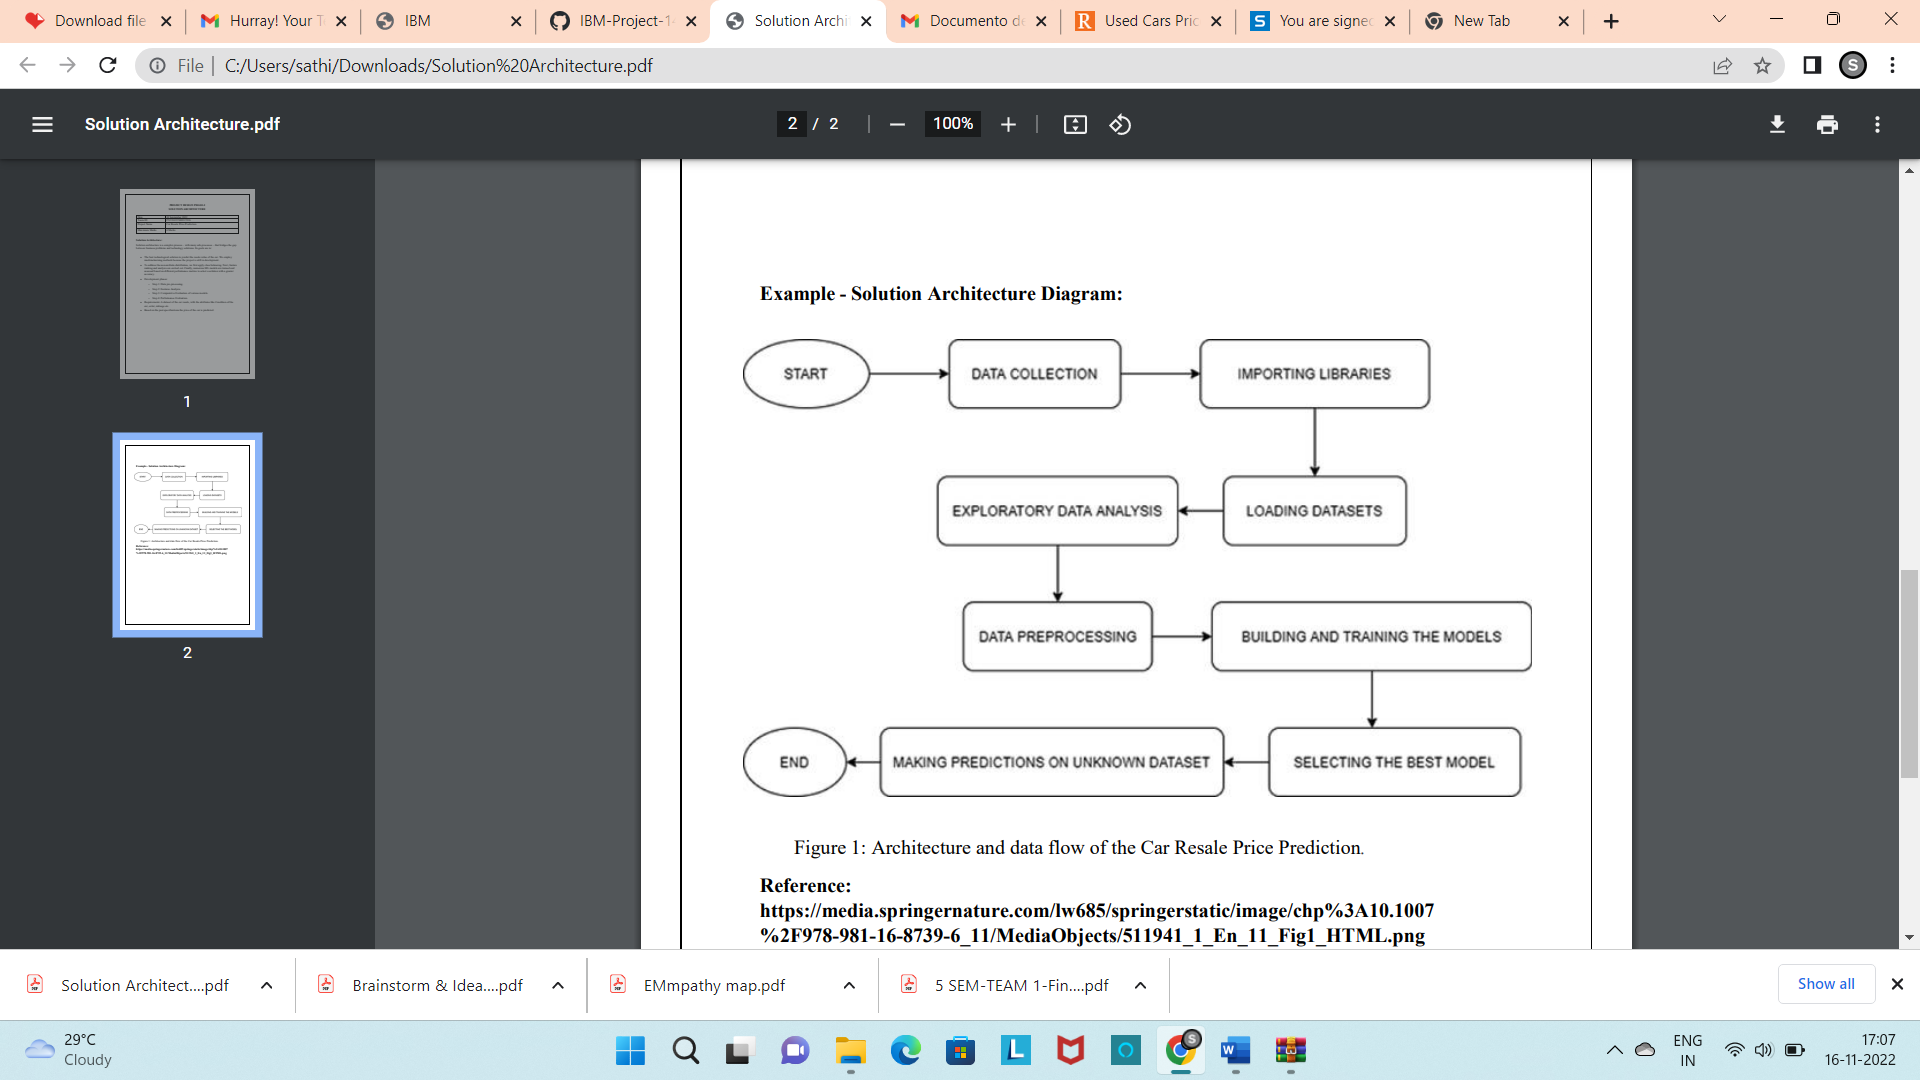 Download file
Hurray! Your T
IBM
IBM-Project-1
Solution Archi
Documento de
Used Cars Pric
You are signed
New Tab
File
C:/Users/sathi/Downloads/Solution%20Architecture.pdf
S
Solution Architecture.pdf
2 / 2
100%
1
2
Example - Solution Architecture Diagram:
START
DATA COLLECTION
IMPORTING LIBRARIES
EXPLORATORY DATA ANALYSIS
LOADING DATASETS
DATA PREPROCESSING
BUILDING AND TRAINING THE MODELS
END
MAKING PREDICTIONS ON UNKNOWN DATASET
SELECTING THE BEST MODEL
Figure 1: Architecture and data flow of the Car Resale Price Prediction.
Reference:
https://media.springernature.com/lw685/springerstatic/image/chp%3A10.1007
%2F978-981-16-8739-6_11/MediaObjects/511941_1_En_11_Fig1_HTML.png
Solution Architect....pdf
Brainstorm & Idea....pdf
EMmpathy map.pdf
5 SEM-TEAM 1-Fin....pdf
Show all
29°C
Cloudy
ENG
IN
17:07
16-11-2022